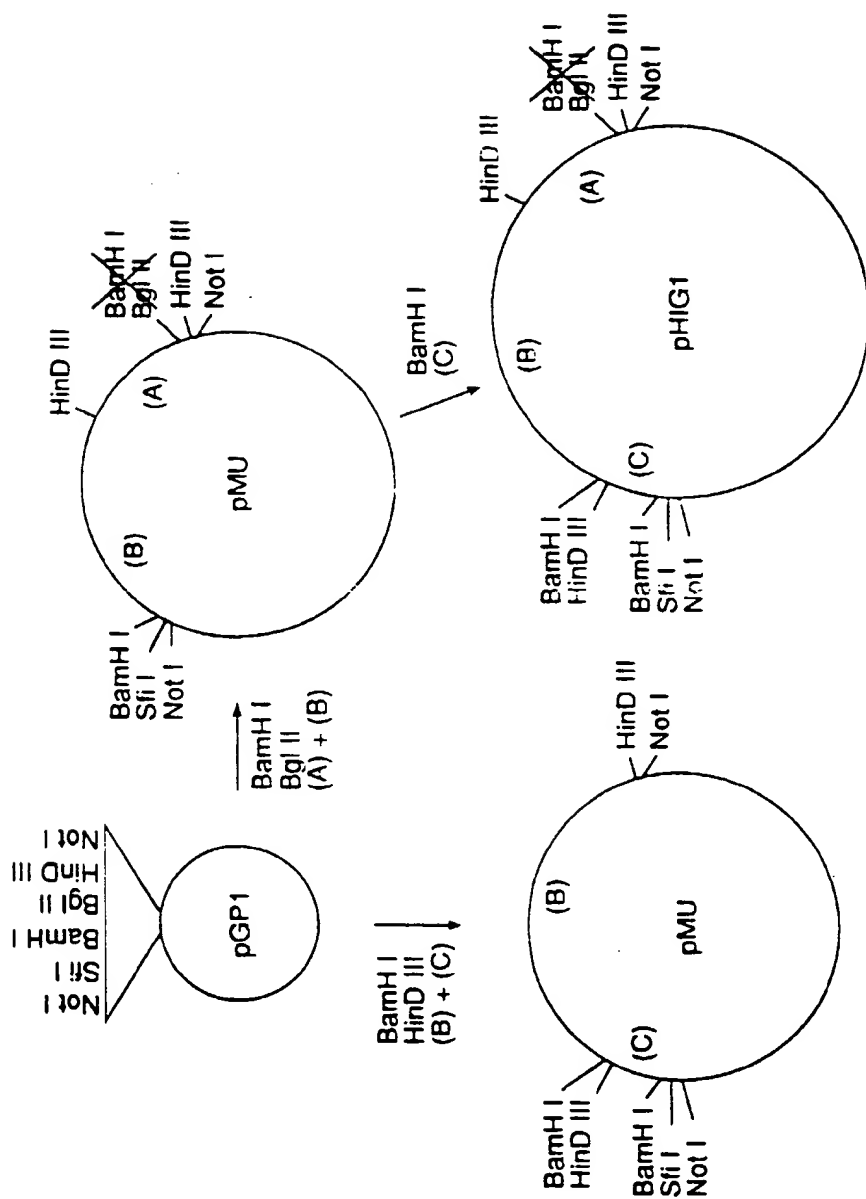 Not I
Sfi I
BamH I
Bgl II
HinD III
Not I
pGP1
BamH I
Bgl II
(A) + (B)
BamH I
Sfi I
Not I
(B)
HinD III
(A)
BamH I
Bgl II
HinD III
Not I
pMU
BamH I
HinD III
(B) + (C)
BamH I
(C)
BamH I
HinD III
(C)
BamH I
Sfi I
Not I
(B)
HinD III
Not I
pMU
BamH I
HinD III
(C)
BamH I
Sfi I
Not I
(B)
HinD III
(A)
BamH I
Bgl II
HinD III
Not I
pHIG1